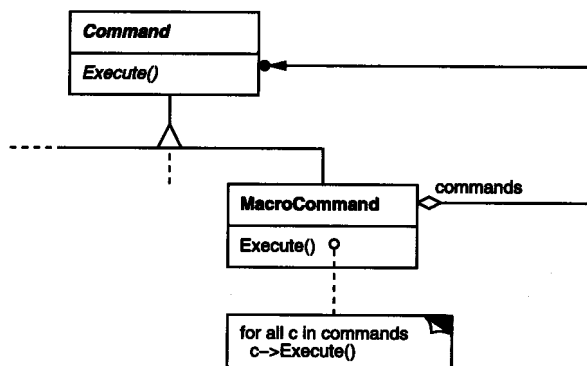 Command
Execute()
commands
MacroCommand
Execute()
for all c in commands
c->Execute()